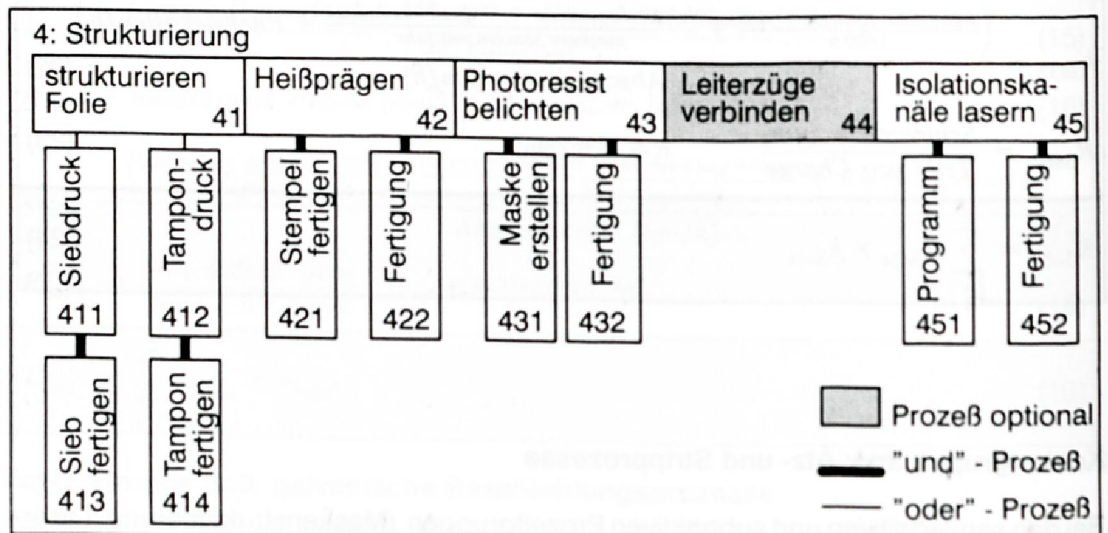 4: Strukturierung
strukturieren
Folie
41
Heißprägen
42
Photoresist
belichten
43
Leiterzüge
verbinden
44
Isolationska-
näle lasern
45
Siebdruck
411
Tampon-
druck
412
Stempel
fertigen
421
Fertigung
422
Maske
erstellen
431
Fertigung
432
Programm
451
Fertigung
452
Sieb
fertigen
413
Tampon
fertigen
414
Prozeß optional
"und" - Prozeß
"oder" - Prozeß